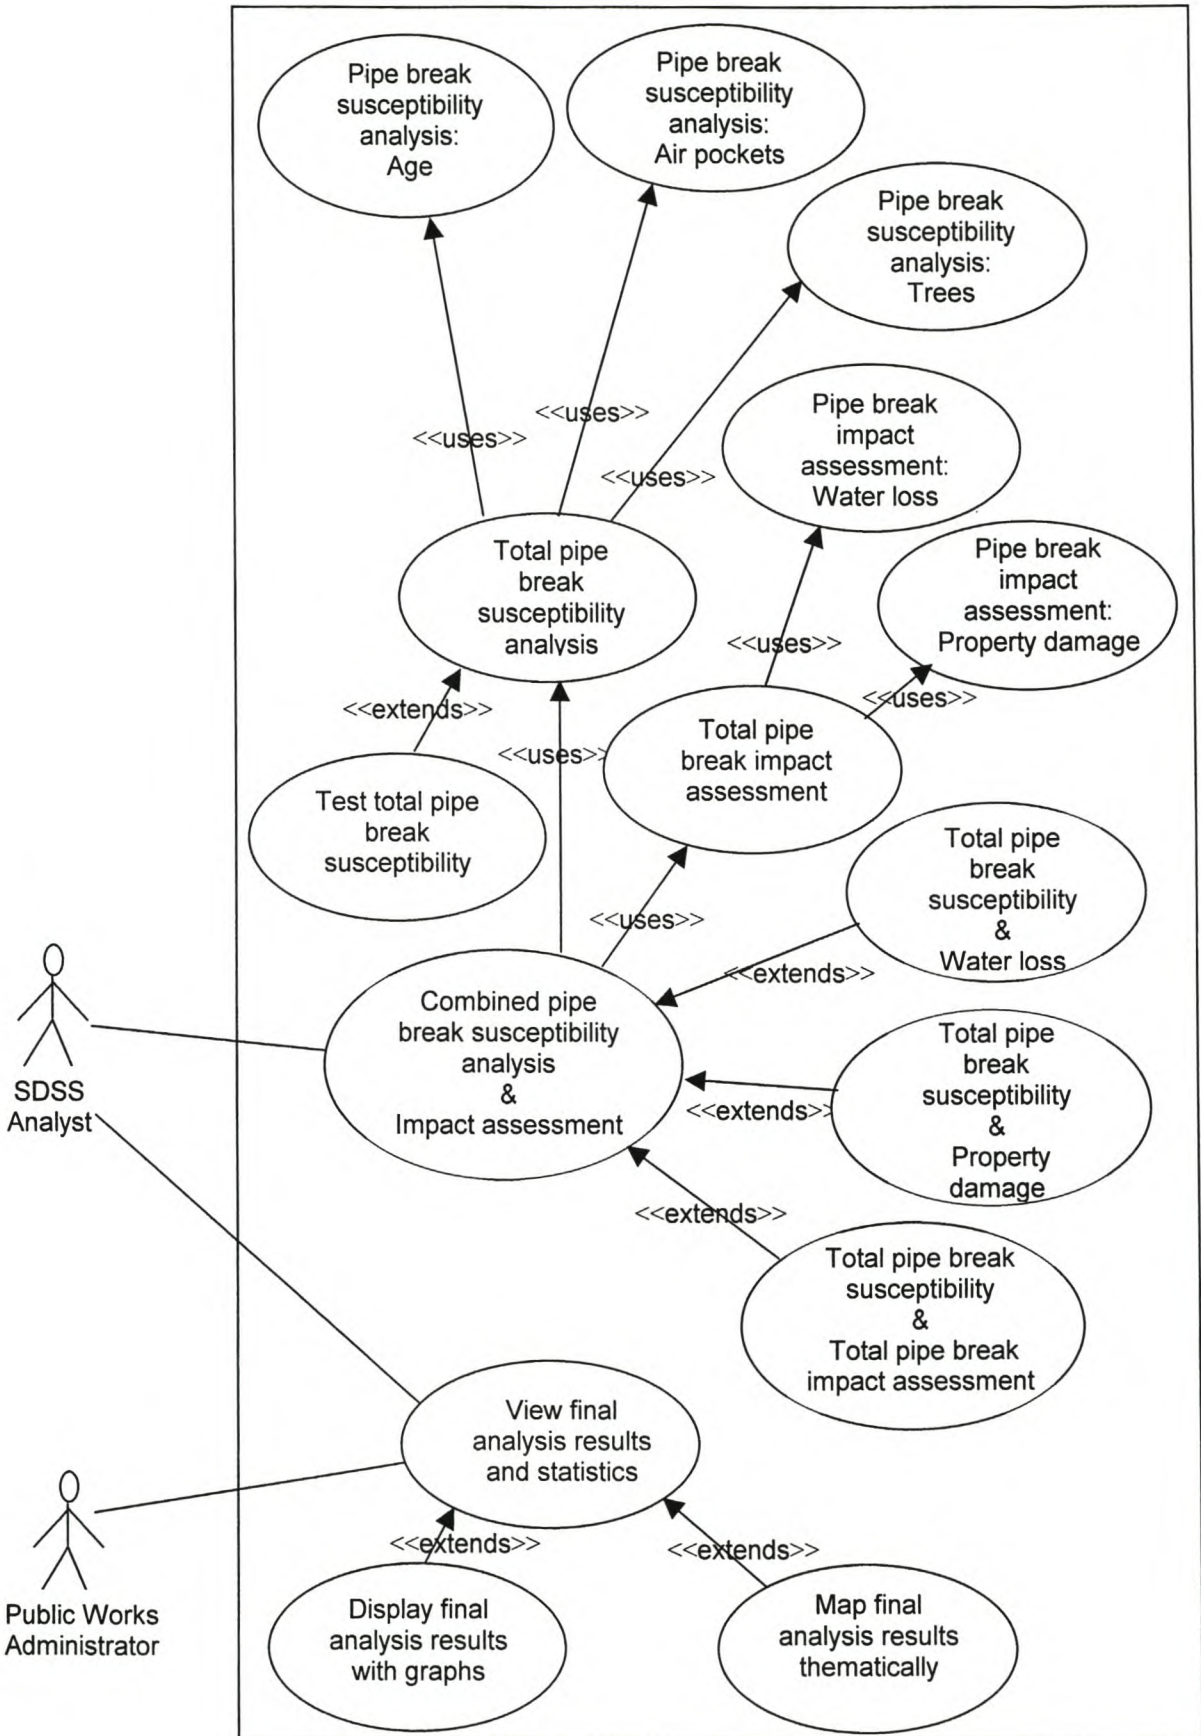 Pipe break
susceptibility
analysis:
Age
Pipe break
susceptibility
analysis:
Air pockets
Pipe break
susceptibility
analysis:
Trees
Pipe break
impact
assessment:
Water loss
<<uses>>
<<uses>>
<<uses>>
Total pipe
break
susceptibility
analysis
Pipe break
impact
assessment:
Property damage
<<uses>>
<<uses>>
<<extends>>
<<uses>>
Total pipe
break impact
assessment
Test total pipe
break
susceptibility
Total pipe
break
susceptibility
&
Water loss
<<uses>>
<<extends>>
Combined pipe
break susceptibility
analysis
&
Impact assessment
SDSS
Analyst
Total pipe
break
susceptibility
&
Property
damage
<<extends>>
<<extends>>
Total pipe break
susceptibility
&
Total pipe break
impact assessment
View final
analysis results
and statistics
Public Works
Administrator
<<extends>>
<<extends>>
Display final
analysis results
with graphs
Map final
analysis results
thematically